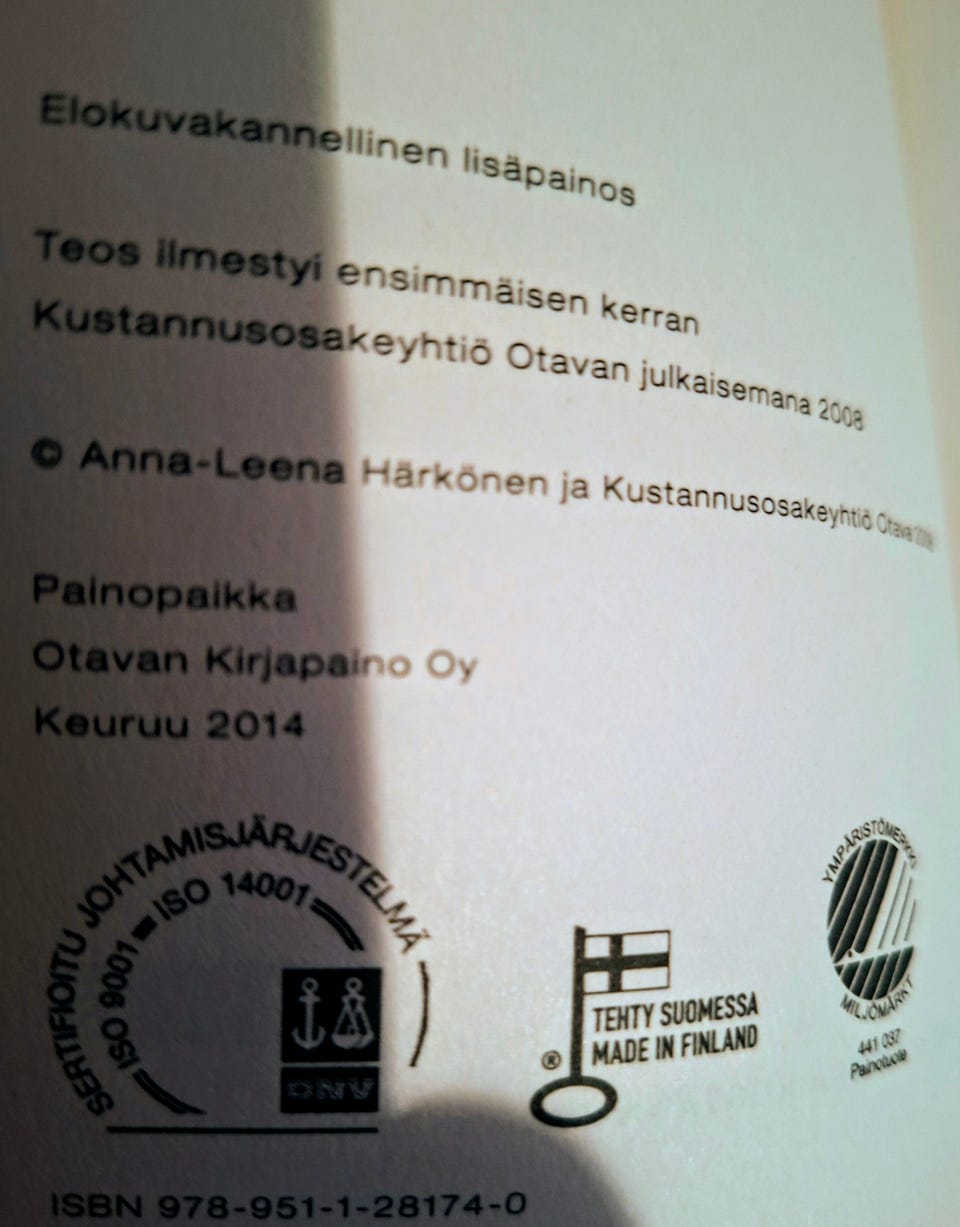 Elokuvakannellinen lisäpainos
Teos ilmestyi ensimmäisen kerran
Kustannusosakeyhtiö Otavan julkaisemana 2008
© Anna-Leena Härkönen ja Kustannusosakeyhtiö Otava 2008
Painopaikka
Otavan Kirjapaino Oy
Keuruu 2014
SERTIFIOITU JOHTAMISJÄRJESTELMÄ
ISO 9001 ISO 14001
DNV
® TEHTY SUOMESSA
MADE IN FINLAND
YMPÄRISTÖMERKKI
MILJÖMÄRKT
441 037
Painotuote
ISBN 978-951-1-28174-0